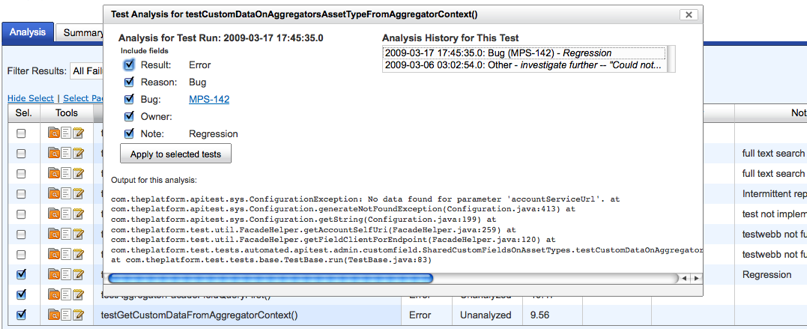 Test Analysis for testCustomDataOnAggregatorsAssetTypeFromAggregatorContext()
Analysis
Summary
Analysis for Test Run: 2009-03-17 17:45:35.0
Include fields
Result: Error
Reason: Bug
Bug: MPS-142
Owner:
Note: Regression
Apply to selected tests
Analysis History for This Test
2009-03-17 17:45:35.0: Bug (MPS-142) - Regression
2009-03-06 03:02:54.0: Other - investigate further -- "Could not...
Output for this analysis:
com.theplatform.apitest.sys.ConfigurationException: No data found for parameter 'accountServiceUrl'. at
com.theplatform.apitest.sys.Configuration.generateNotFoundException(Configuration.java:413) at
com.theplatform.apitest.sys.Configuration.getString(Configuration.java:199) at
com.theplatform.test.util.FacadeHelper.getAccountSelfUri(FacadeHelper.java:259) at
com.theplatform.test.util.FacadeHelper.getFieldClientForEndpoint(FacadeHelper.java:120) at
com.theplatform.test.tests.automated.apitest.admin.customfield.SharedCustomFieldsOnAssetTypes.testCustomDataOnAggregator
at com.theplatform.test.tests.base.TestBase.run(TestBase.java:83)
Filter Results: All Fai
Hide Select | Select Pa
Sel. Tools Not
full text search
full text search
Intermittent rep
test not implem
testwebb not fu
testwebb not fu
Regression
Error Unanalyzed
testGetCustomDataFromAggregatorContext() Error Unanalyzed 9.56